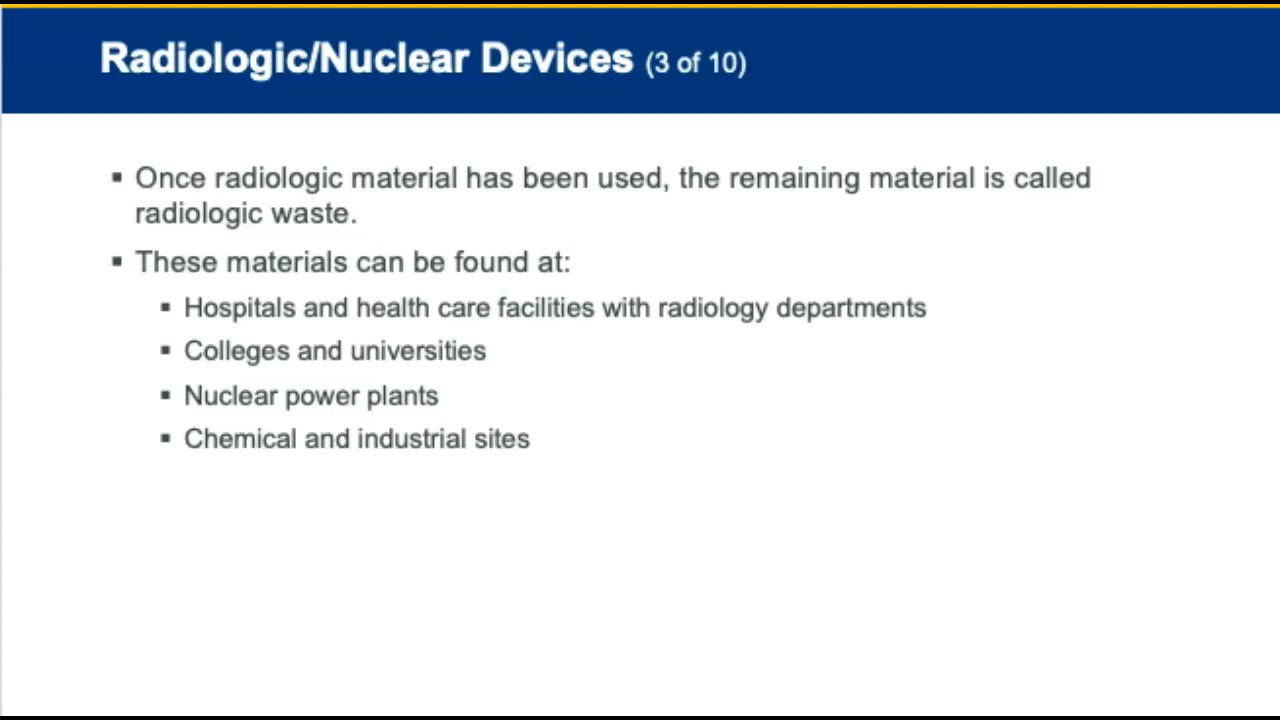 Radiologic/Nuclear Devices (3 of 10)
▪ Once radiologic material has been used, the remaining material is called
radiologic waste.
▪ These materials can be found at:
▪ Hospitals and health care facilities with radiology departments
▪ Colleges and universities
▪ Nuclear power plants
▪ Chemical and industrial sites